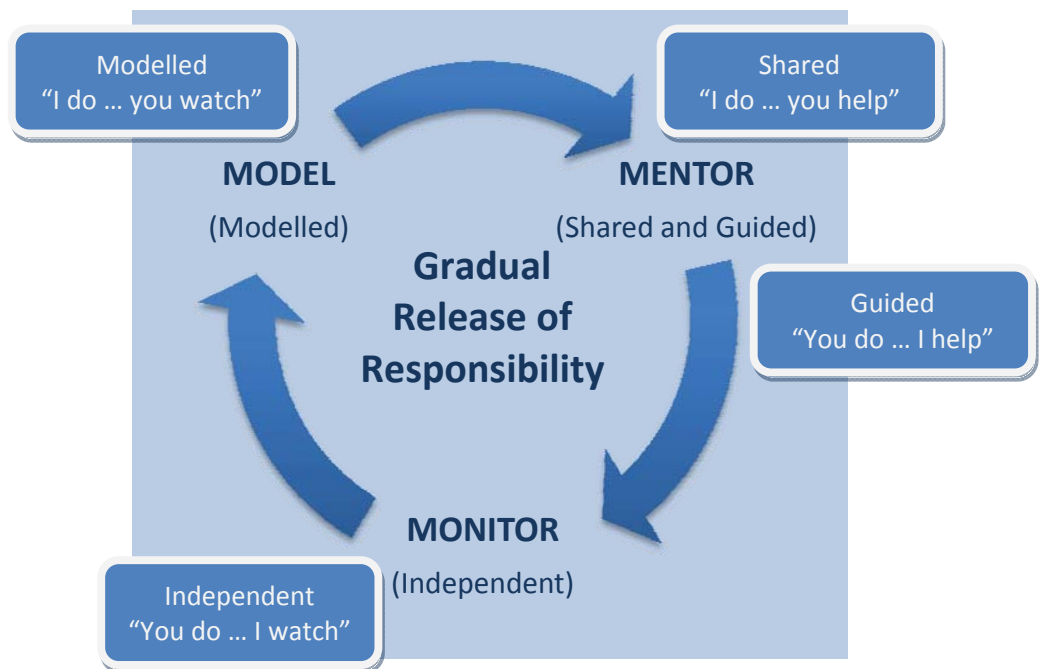 Modelled
“I do … you watch”
Shared
“I do … you help”
MODEL
(Modelled)
MENTOR
(Shared and Guided)
Gradual
Release of
Responsibility
Guided
“You do … I help”
MONITOR
(Independent)
Independent
“You do … I watch”